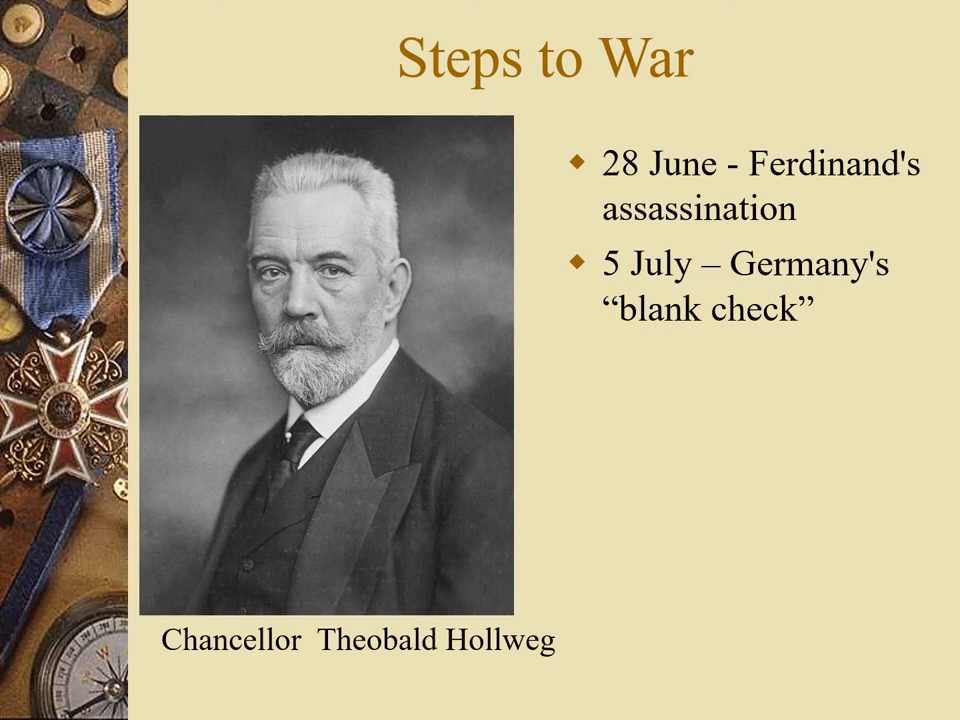 Steps to War
28 June - Ferdinand's
assassination
5 July – Germany's
“blank check”
Chancellor  Theobald Hollweg